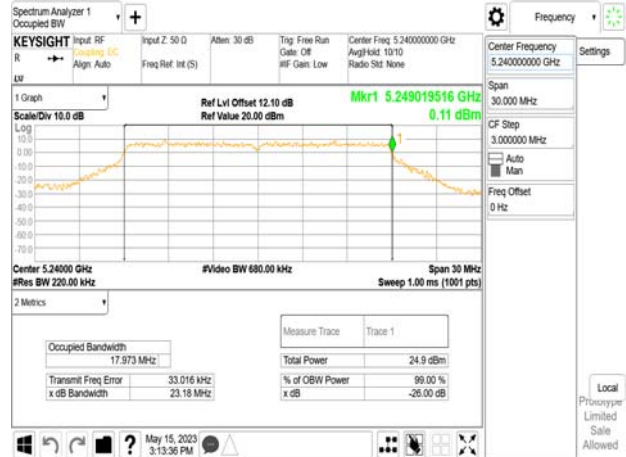 Spectrum Analyzer 1
Occupied BW
+
Frequency
KEYSIGHT
R
Input: RF
Coupling: DC
Align: Auto
Input Z: 50 Ω
Freq Ref: Int (S)
Atten: 30 dB
Trig: Free Run
Gate: Off
#IF Gain: Low
Center Freq: 5.240000000 GHz
Avg|Hold: 10/10
Radio Std: None
Center Frequency
5.240000000 GHz
Settings
Span
30.000 MHz
CF Step
3.000000 MHz
Auto
Man
Freq Offset
0 Hz
1 Graph
Scale/Div 10.0 dB
Ref Lvl Offset 12.10 dB
Ref Value 20.00 dBm
Mkr1 5.249019516 GHz
0.11 dBm
Log
10.0
0.00
-10.0
-20.0
-30.0
-40.0
-50.0
-60.0
-70.0
1
Center 5.24000 GHz
#Res BW 220.00 kHz
#Video BW 680.00 kHz
Span 30 MHz
Sweep 1.00 ms (1001 pts)
2 Metrics
Measure Trace
Trace 1
Occupied Bandwidth
17.973 MHz
Total Power
24.9 dBm
Transmit Freq Error
33.016 kHz
% of OBW Power
99.00 %
x dB Bandwidth
23.18 MHz
x dB
-26.00 dB
Local
Prototype
Limited
Sale
Allowed
?
May 15, 2023
3:13:36 PM